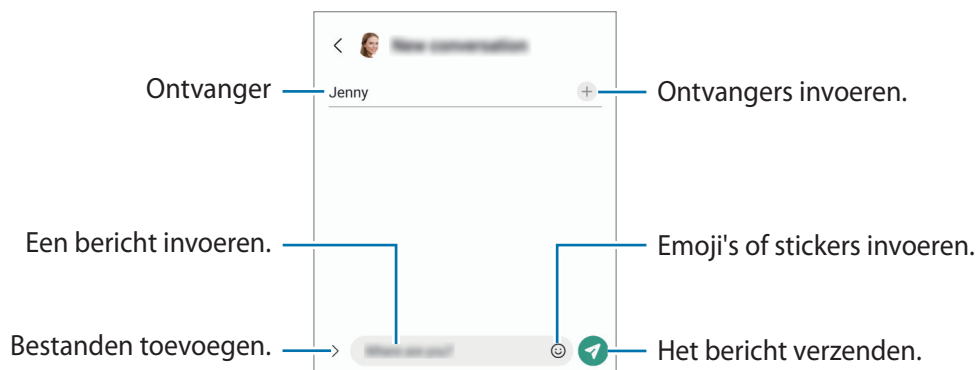 Ontvanger
Jenny
Ontvangers invoeren.
Een bericht invoeren.
Emoji's of stickers invoeren.
Bestanden toevoegen.
Het bericht verzenden.